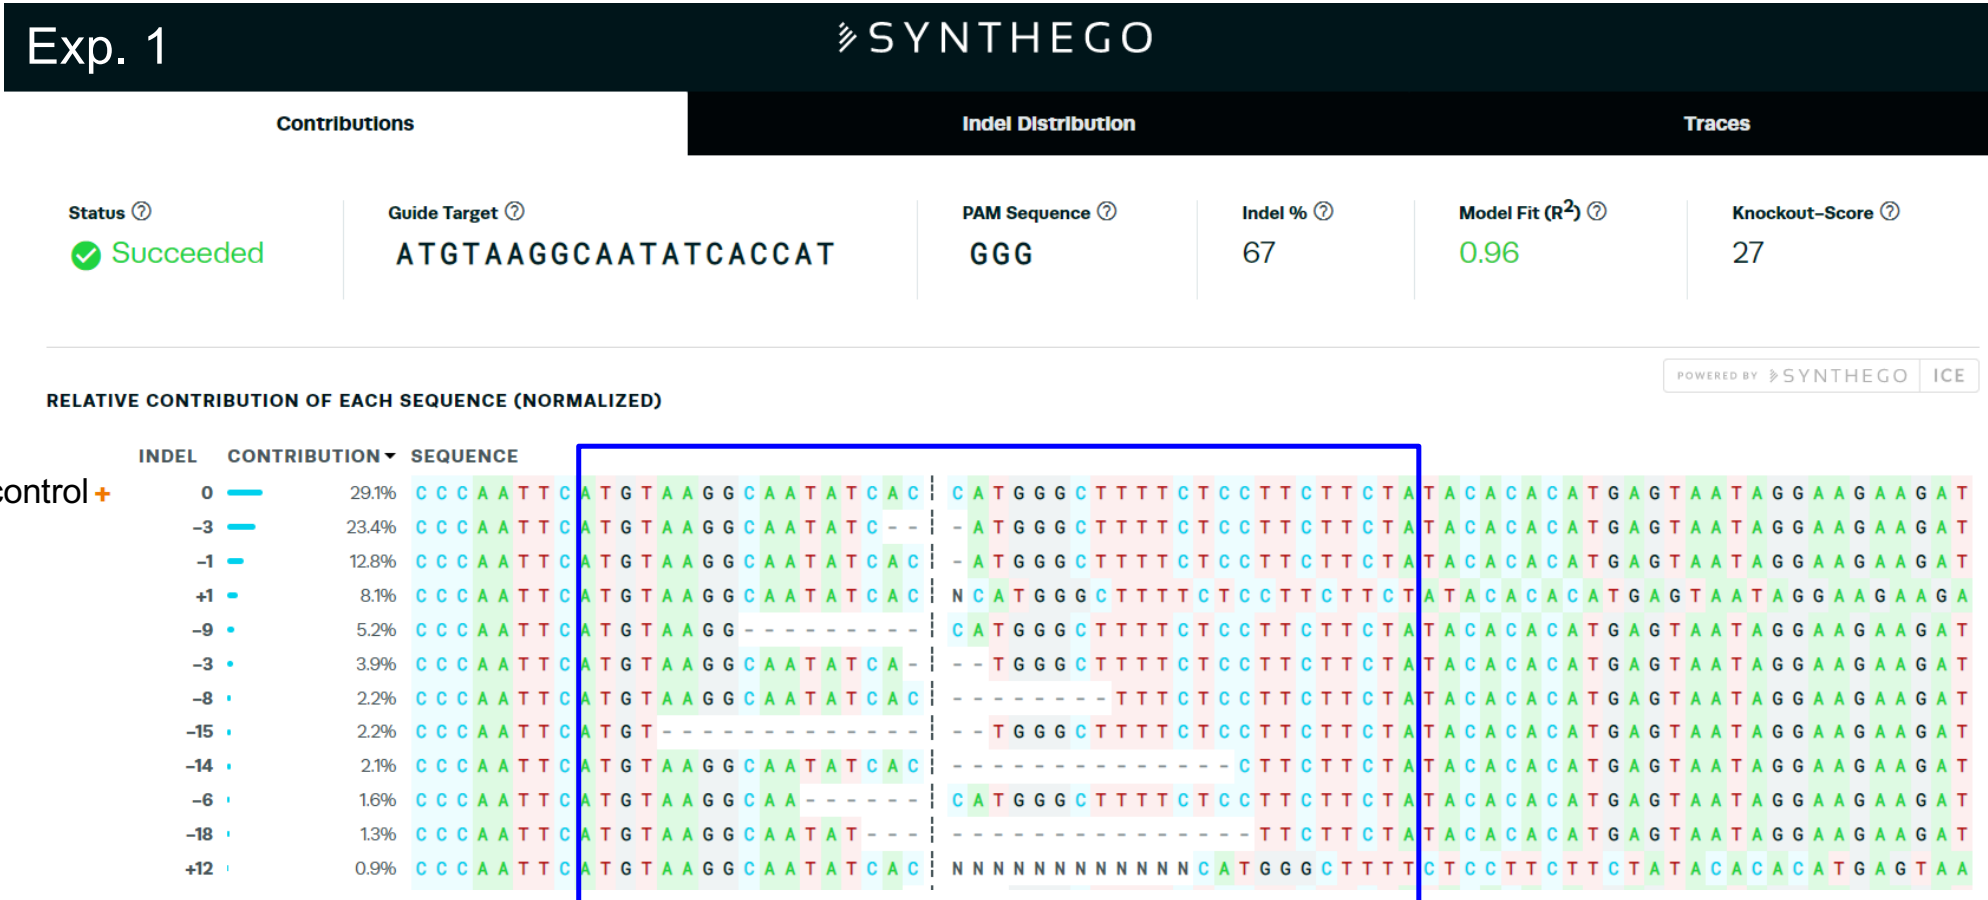 Exp. 1
SYNTHEGO
Contributions Indel Distribution Traces
Status ? Guide Target ? PAM Sequence ? Indel % ? Model Fit (R²) ? Knockout-Score ?
Succeeded ATGTAAGGCAATATCACCAT GGG 67 0.96 27
POWERED BY SYNTHEGO ICE
RELATIVE CONTRIBUTION OF EACH SEQUENCE (NORMALIZED)
INDEL CONTRIBUTION SEQUENCE
control + 0 29.1% CCCAATTCATGTAAGGCAATATCAC¦CATGGGCTTTTCTCCTTCTTCTATACACACATGAGTAATAGGAAGAAGAT
-3 23.4% CCCAATTCATGTAAGGCAATATC--¦-ATGGGCTTTTCTCCTTCTTCTATACACACATGAGTAATAGGAAGAAGAT
-1 12.8% CCCAATTCATGTAAGGCAATATCAC¦-ATGGGCTTTTCTCCTTCTTCTATACACACATGAGTAATAGGAAGAAGAT
+1 8.1% CCCAATTCATGTAAGGCAATATCAC¦NCATGGGCTTTTCTCCTTCTTCTATACACACATGAGTAATAGGAAGAAGA
-9 5.2% CCCAATTCATGTAAGG---------¦CATGGGCTTTTCTCCTTCTTCTATACACACATGAGTAATAGGAAGAAGAT
-3 3.9% CCCAATTCATGTAAGGCAATATCA-¦--TGGGCTTTTCTCCTTCTTCTATACACACATGAGTAATAGGAAGAAGAT
-8 2.2% CCCAATTCATGTAAGGCAATATCAC¦--------TTTCTCCTTCTTCTATACACACATGAGTAATAGGAAGAAGAT
-15 2.2% CCCAATTCATGT-------------¦--TGGGCTTTTCTCCTTCTTCTATACACACATGAGTAATAGGAAGAAGAT
-14 2.1% CCCAATTCATGTAAGGCAATATCAC¦--------------CTTCTTCTATACACACATGAGTAATAGGAAGAAGAT
-6 1.6% CCCAATTCATGTAAGGCAA------¦CATGGGCTTTTCTCCTTCTTCTATACACACATGAGTAATAGGAAGAAGAT
-18 1.3% CCCAATTCATGTAAGGCAATAT---¦---------------TTCTTCTATACACACATGAGTAATAGGAAGAAGAT
+12 0.9% CCCAATTCATGTAAGGCAATATCAC¦NNNNNNNNNNNNCATGGGCTTTTCTCCTTCTTCTATACACACATGAGTAA